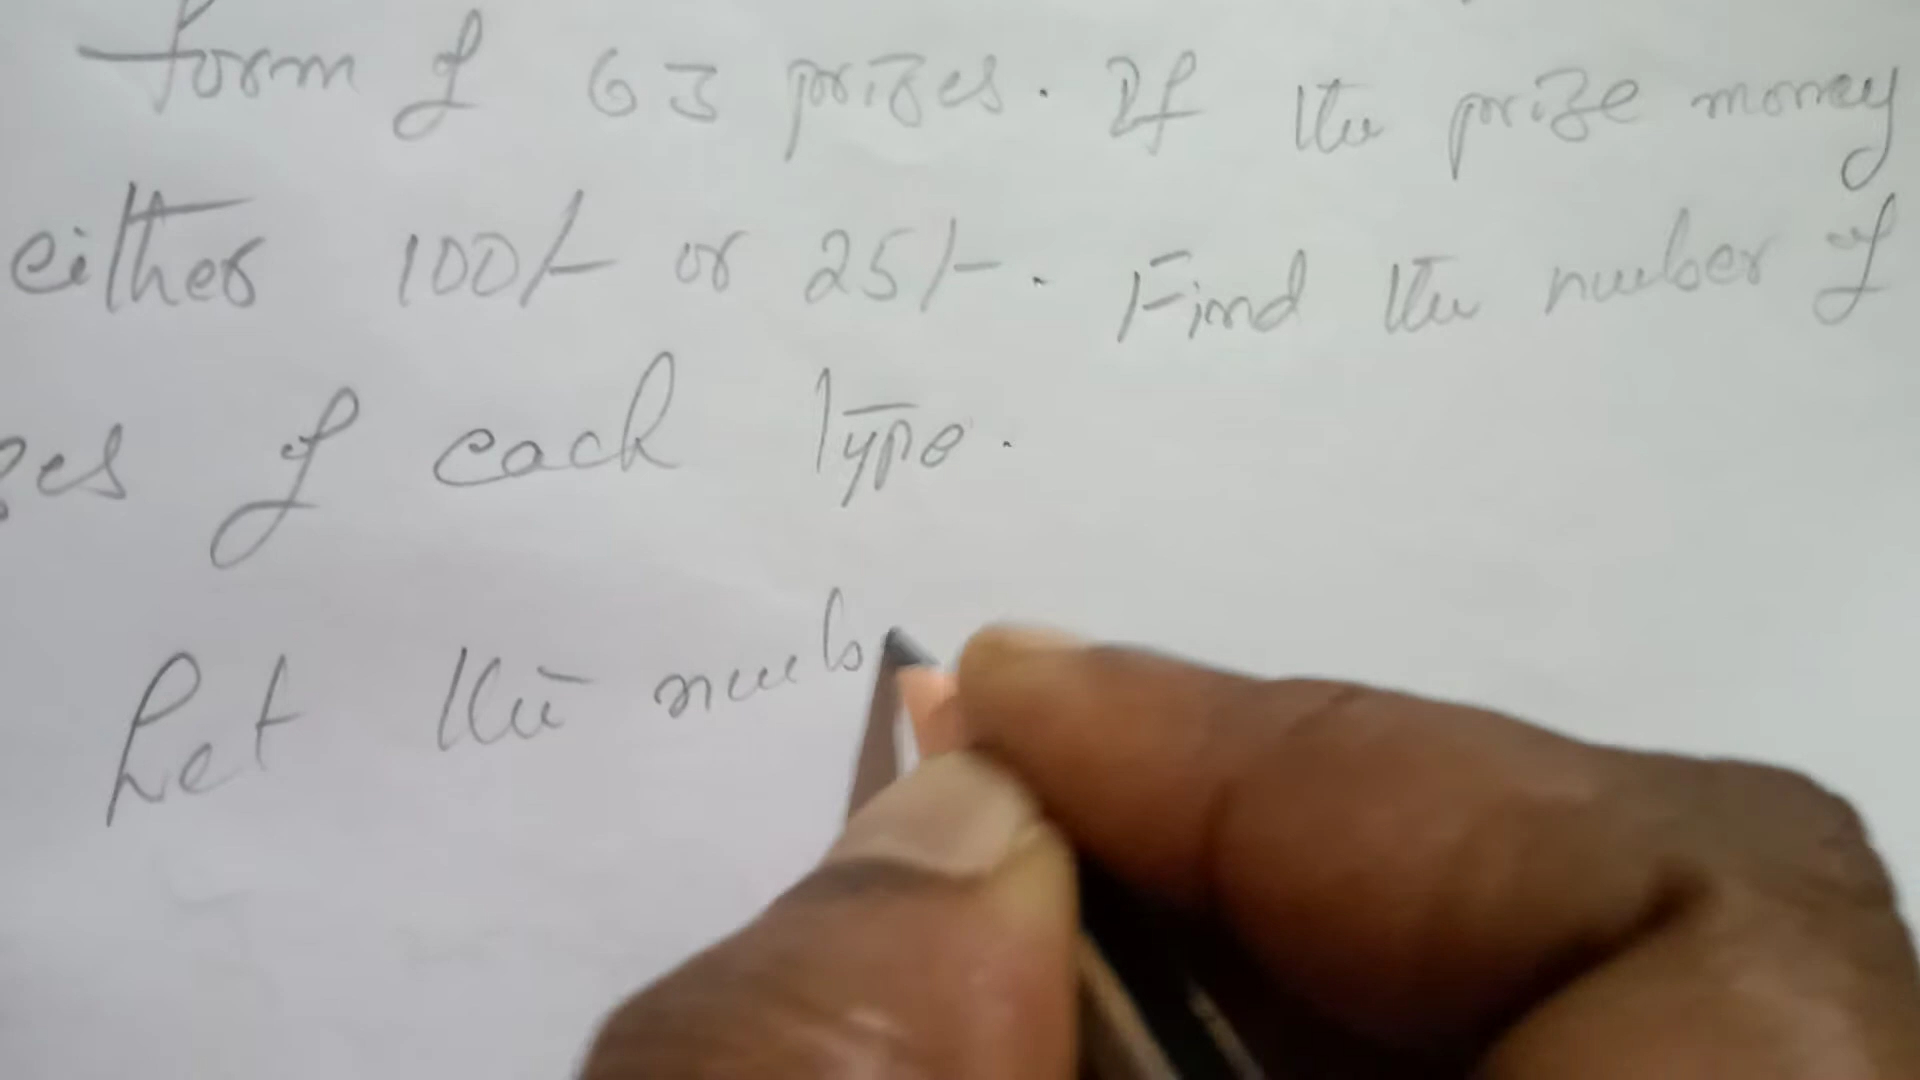 form of 63 prizes. If the prize money
either 100/- or 25/-. Find the number of
of each type.
Let the numb